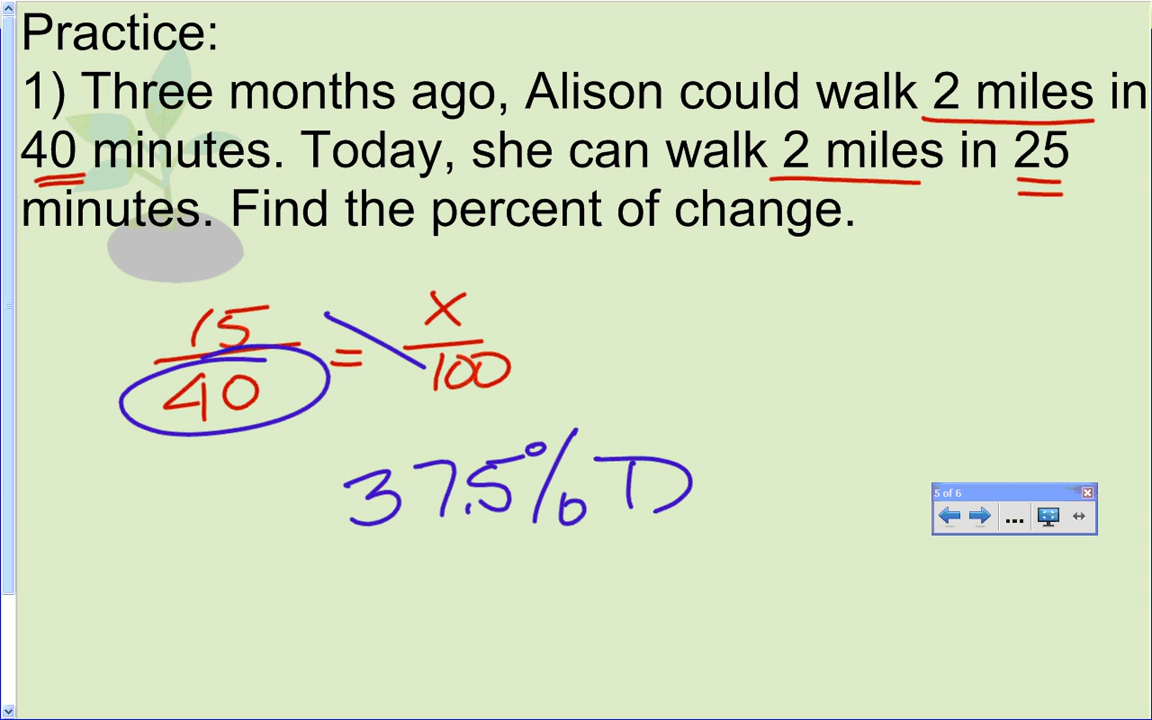 Practice:
1) Three months ago, Alison could walk 2 miles in
40 minutes. Today, she can walk 2 miles in 25
minutes. Find the percent of change.
15 x
= 
40 100
37.5% D
5 of 6
...